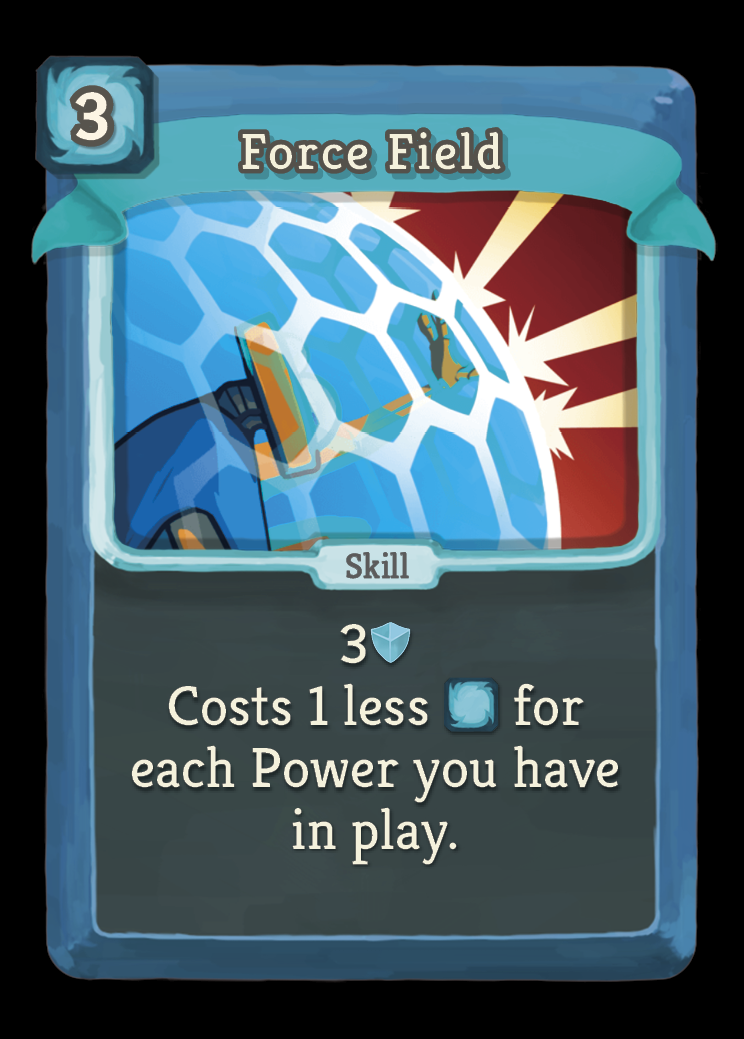 3
Force Field
Skill
3
Costs 1 less for
each Power you have
in play.